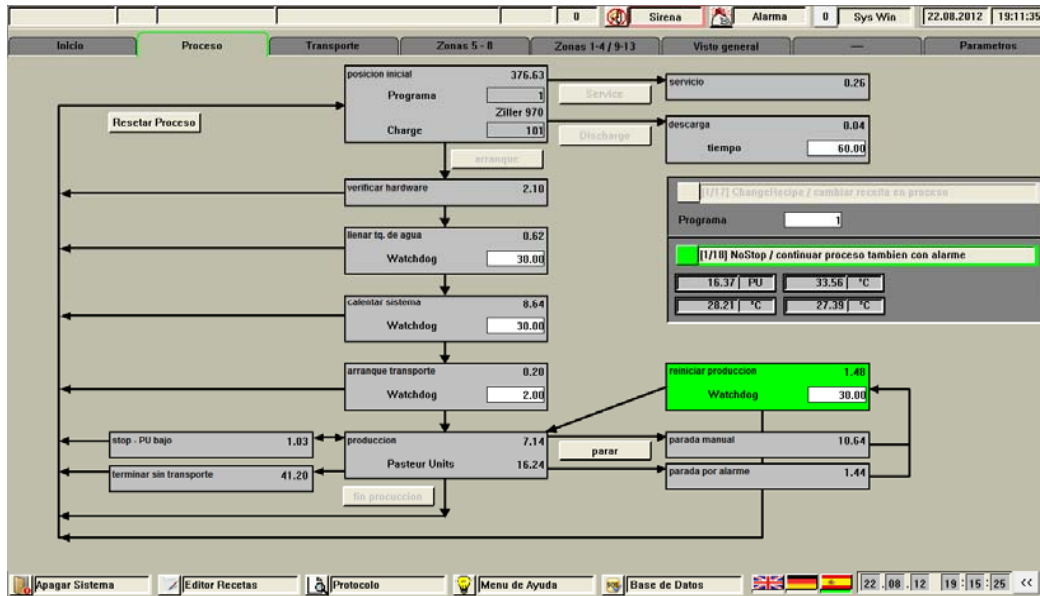 0 Sirena Alarma 0 Sys Win 22.08.2012 19:11:35
Inicio Proceso Transporte Zonas 5 - 8 Zonas 1-4 / 9-13 Visto general — Parametros
posicion inicial 376.63
Programa 1
Ziller 970
Charge 101
Resetar Proceso
Service
servicio 0.26
Discharge
descarga 0.04
tiempo 60.00
arranque
verificar hardware 2.10
[1/17] ChangeRecipe / cambiar receita en proceso
Programa 1
llenar tq. de agua 0.62
Watchdog 30.00
[1/18] NoStop / continuar proceso tambien con alarme
16.37 PU 33.56 °C
28.21 °C 27.39 °C
calentar sistema 8.64
Watchdog 30.00
arranque transporte 0.20
Watchdog 2.00
reiniciar produccion 1.48
Watchdog 30.00
stop - PU bajo 1.03
produccion 7.14
Pasteur Units 16.24
parar
parada manual 10.64
terminar sin transporte 41.20
parada por alarme 1.44
fin procuccion
Apagar Sistema Editor Recetas Protocolo Menu de Ayuda Base de Datos 22 .08 .12 19 : 15 : 25 <<